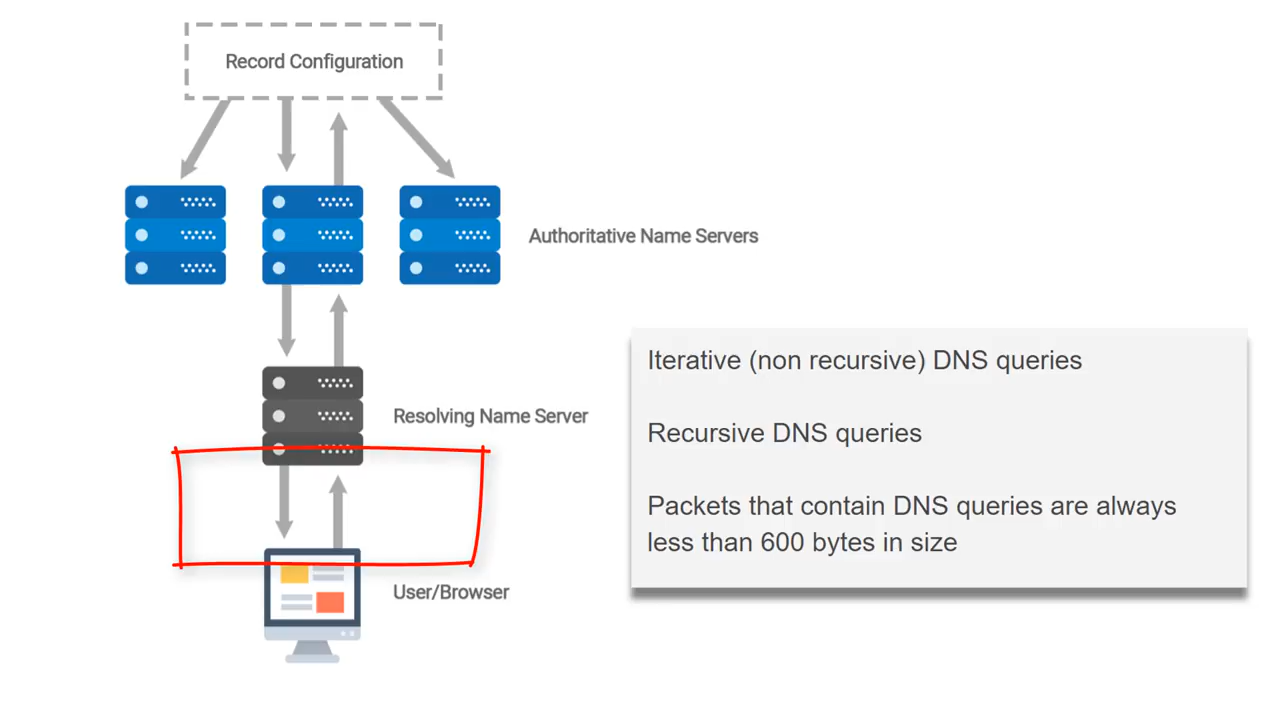 Record Configuration
Authoritative Name Servers
Resolving Name Server
User/Browser
Iterative (non recursive) DNS queries
Recursive DNS queries
Packets that contain DNS queries are always
less than 600 bytes in size